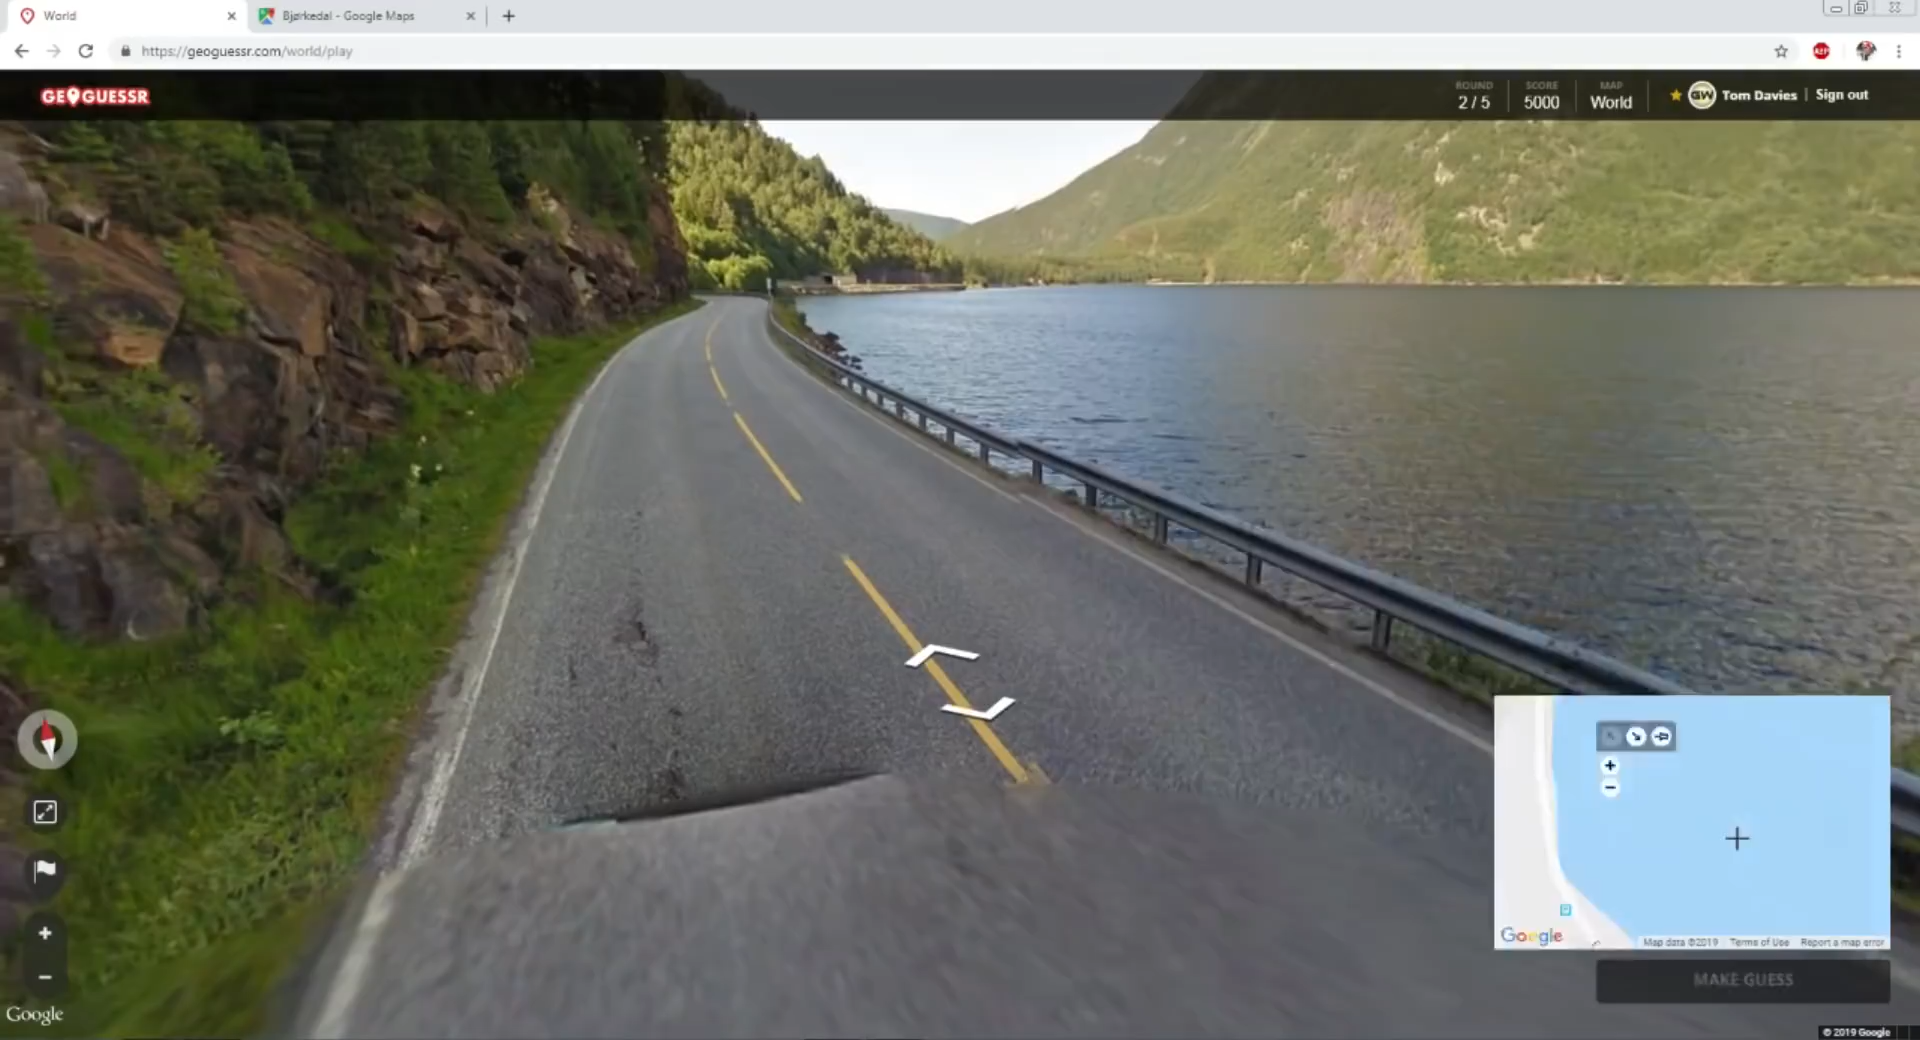 World
Bjørkedal - Google Maps
https://geoguessr.com/world/play
GEOGUESSR
ROUND
2 / 5
SCORE
5000
MAP
World
GW
Tom Davies | Sign out
Google
Map data ©2019
Terms of Use
Report a map error
MAKE GUESS
Google
© 2019 Google